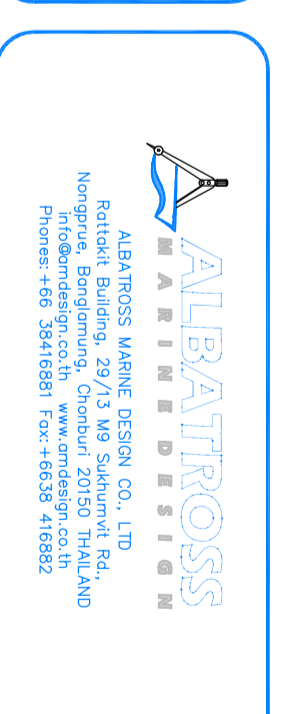 ALBATROSS
MARINE DESIGN
ALBATROSS MARINE DESIGN CO., LTD
Rattakit Building, 29/13 M9 Sukhumvit Rd.,
Nongprue, Banglamung, Chonburi 20150 THAILAND
info@amdesign.co.th www.amdesign.co.th
Phones: +66 38416881 Fax: +6638 416882